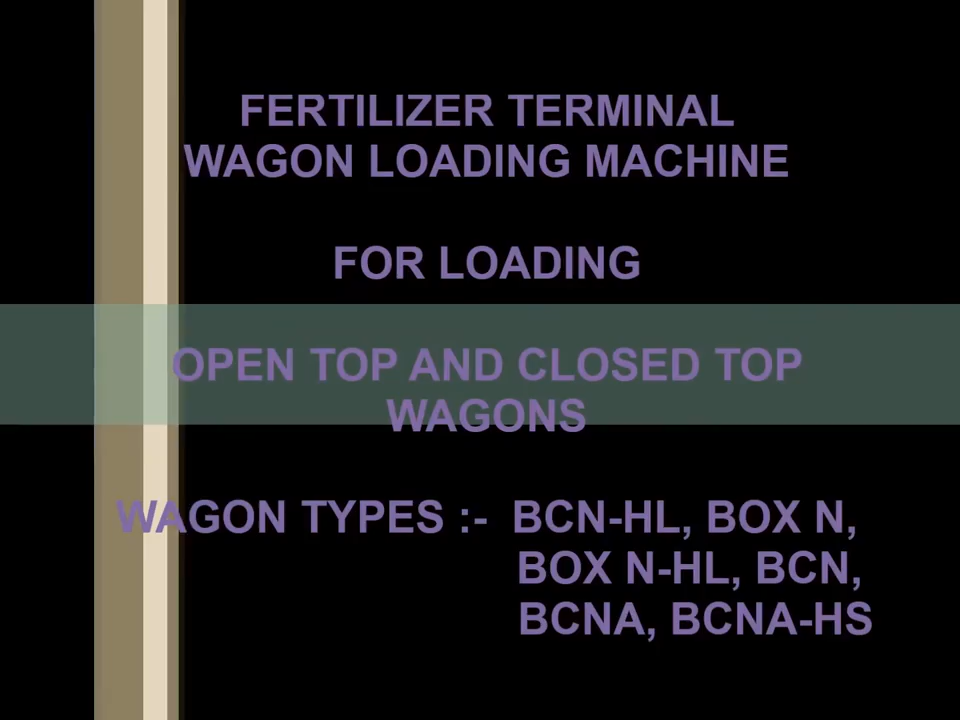 FERTILIZER TERMINAL
WAGON LOADING MACHINE
FOR LOADING
OPEN TOP AND CLOSED TOP
WAGONS
WAGON TYPES :- BCN-HL, BOX N,
BOX N-HL, BCN,
BCNA, BCNA-HS